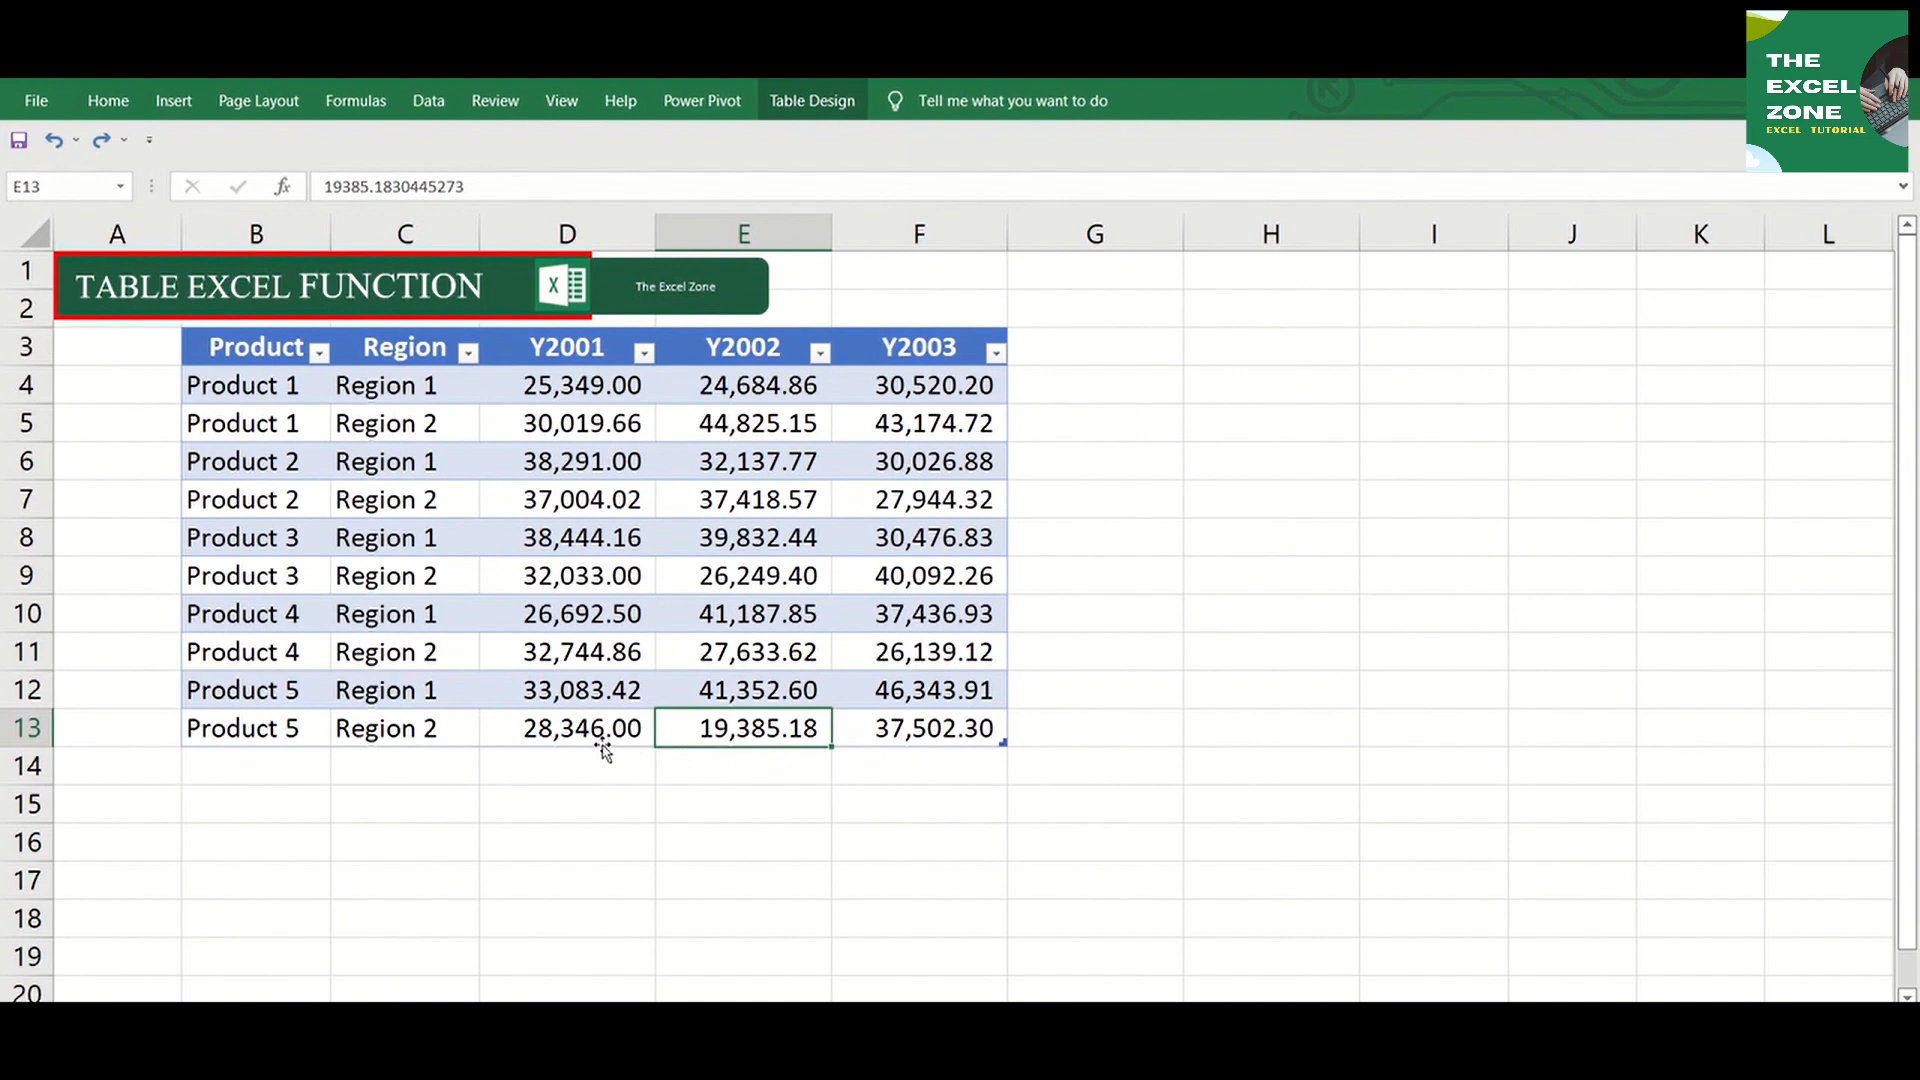 THE
EXCEL
ZONE
EXCEL TUTORIAL
File Home Insert Page Layout Formulas Data Review View Help Power Pivot Table Design Tell me what you want to do
E13 fx 19385.1830445273
A B C D E F G H I J K L
1
TABLE EXCEL FUNCTION X The Excel Zone
2
3 Product Region Y2001 Y2002 Y2003
4 Product 1 Region 1 25,349.00 24,684.86 30,520.20
5 Product 1 Region 2 30,019.66 44,825.15 43,174.72
6 Product 2 Region 1 38,291.00 32,137.77 30,026.88
7 Product 2 Region 2 37,004.02 37,418.57 27,944.32
8 Product 3 Region 1 38,444.16 39,832.44 30,476.83
9 Product 3 Region 2 32,033.00 26,249.40 40,092.26
10 Product 4 Region 1 26,692.50 41,187.85 37,436.93
11 Product 4 Region 2 32,744.86 27,633.62 26,139.12
12 Product 5 Region 1 33,083.42 41,352.60 46,343.91
13 Product 5 Region 2 28,346.00 19,385.18 37,502.30
14
15
16
17
18
19
20